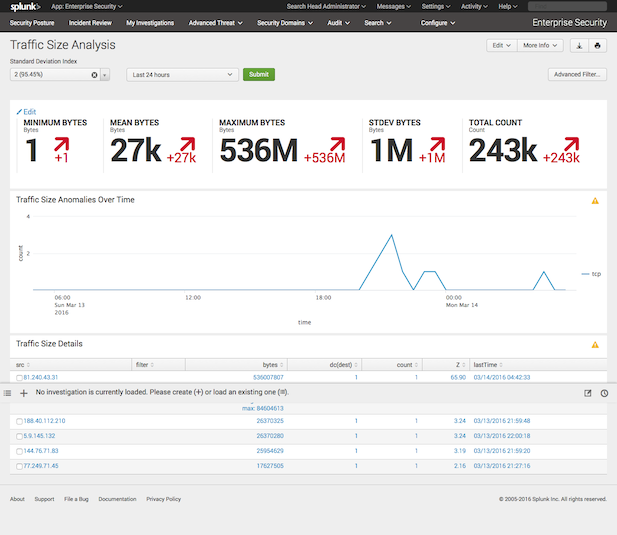 splunk> App: Enterprise Security Search Head Administrator Messages Settings Activity Help Find
Security Posture Incident Review My Investigations Advanced Threat Security Domains Audit Search Configure Enterprise Security
Traffic Size Analysis Edit More Info
Standard Deviation Index
2 (95.45%) Last 24 hours Submit Advanced Filter...
Edit
MINIMUM BYTES MEAN BYTES MAXIMUM BYTES STDEV BYTES TOTAL COUNT
Bytes Bytes Bytes Bytes Count
1 +1 27k +27k 536M +536M 1M +1M 243k +243k
Traffic Size Anomalies Over Time
4
2
count
tcp
06:00 12:00 18:00 00:00
Sun Mar 13 Mon Mar 14
2016
time
Traffic Size Details
src filter bytes dc(dest) count Z lastTime
81.240.43.31 536007807 1 1 65.90 03/14/2016 04:42:33
No investigation is currently loaded. Please create (+) or load an existing one (≡).
max: 84604613
188.40.112.210 26370325 1 1 3.24 03/13/2016 21:59:48
5.9.145.132 26370280 1 1 3.24 03/13/2016 22:00:18
144.76.71.83 25954629 1 1 3.19 03/13/2016 21:59:20
77.249.71.45 17627505 1 1 2.16 03/13/2016 21:27:16
About Support File a Bug Documentation Privacy Policy © 2005-2016 Splunk Inc. All rights reserved.